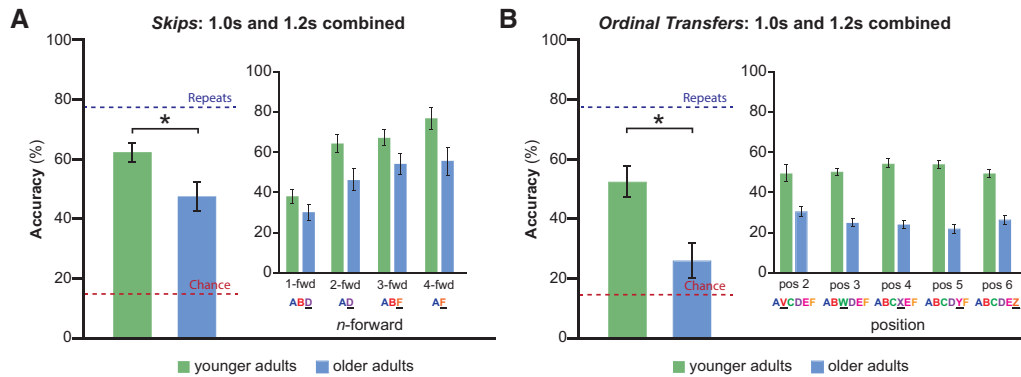 A
Skips: 1.0s and 1.2s combined
Accuracy (%)
100
80
60
40
20
0
Repeats
*
Chance
100
80
60
40
20
0
1-fwd 2-fwd 3-fwd 4-fwd
ABD AD ABF AF
n-forward
younger adults older adults
B
Ordinal Transfers: 1.0s and 1.2s combined
Accuracy (%)
100
80
60
40
20
0
Repeats
*
Chance
100
80
60
40
20
0
pos 2 pos 3 pos 4 pos 5 pos 6
AVCDEF ABWDEF ABCXEF ABCDYF ABCDEZ
position
younger adults older adults